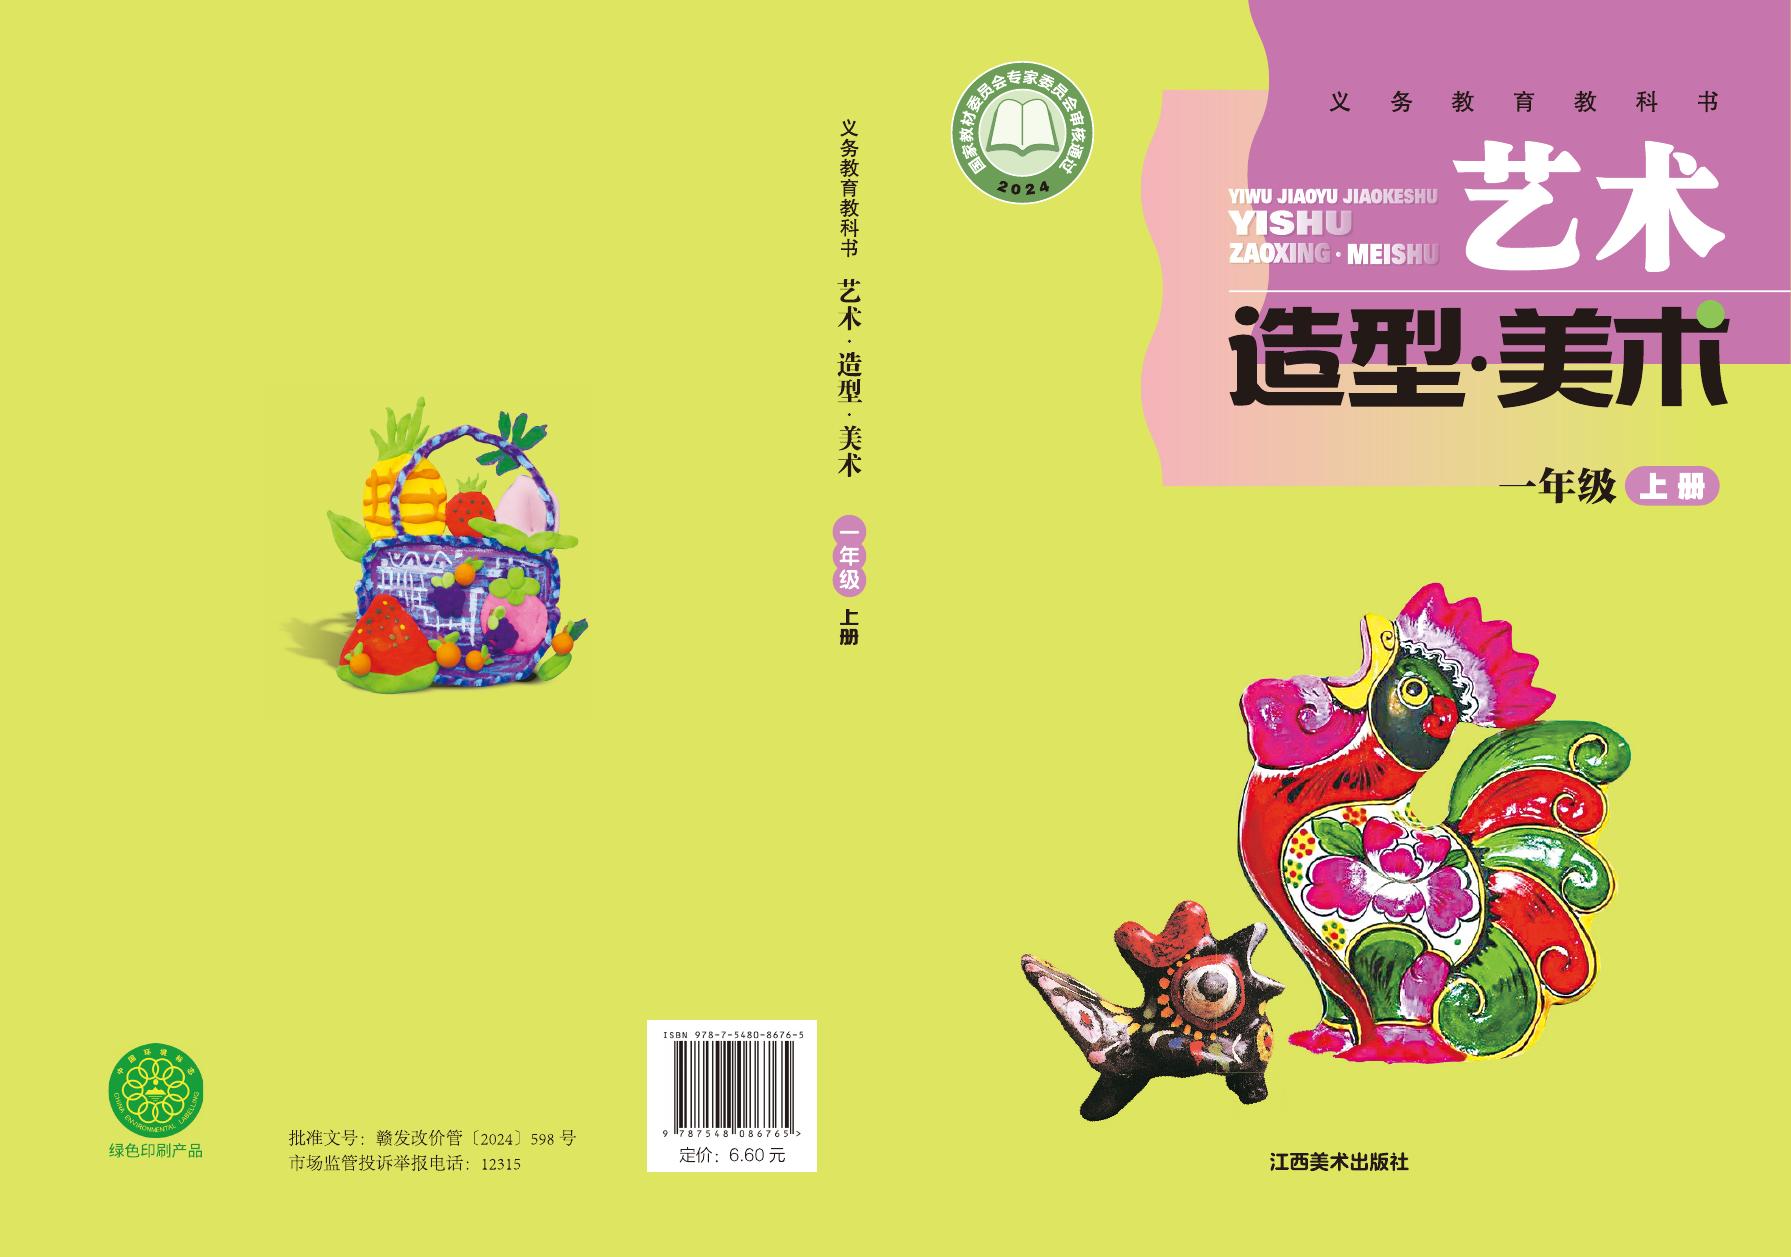 义务教育教科书
艺术
YIWU JIAOYU JIAOKESHU
YISHU
ZAOXING·MEISHU
造型·美术
一年级 上册
国家教材委员会专家委员会审核通过
2024
江西美术出版社
义务教育教科书 艺术·造型·美术 一年级 上册
中国环境标志
CHINA ENVIRONMENTAL LABELLING
绿色印刷产品
批准文号：赣发改价管〔2024〕598 号
市场监管投诉举报电话：12315
ISBN 978-7-5480-8676-5
9 787548 086765 >
定价：6.60 元